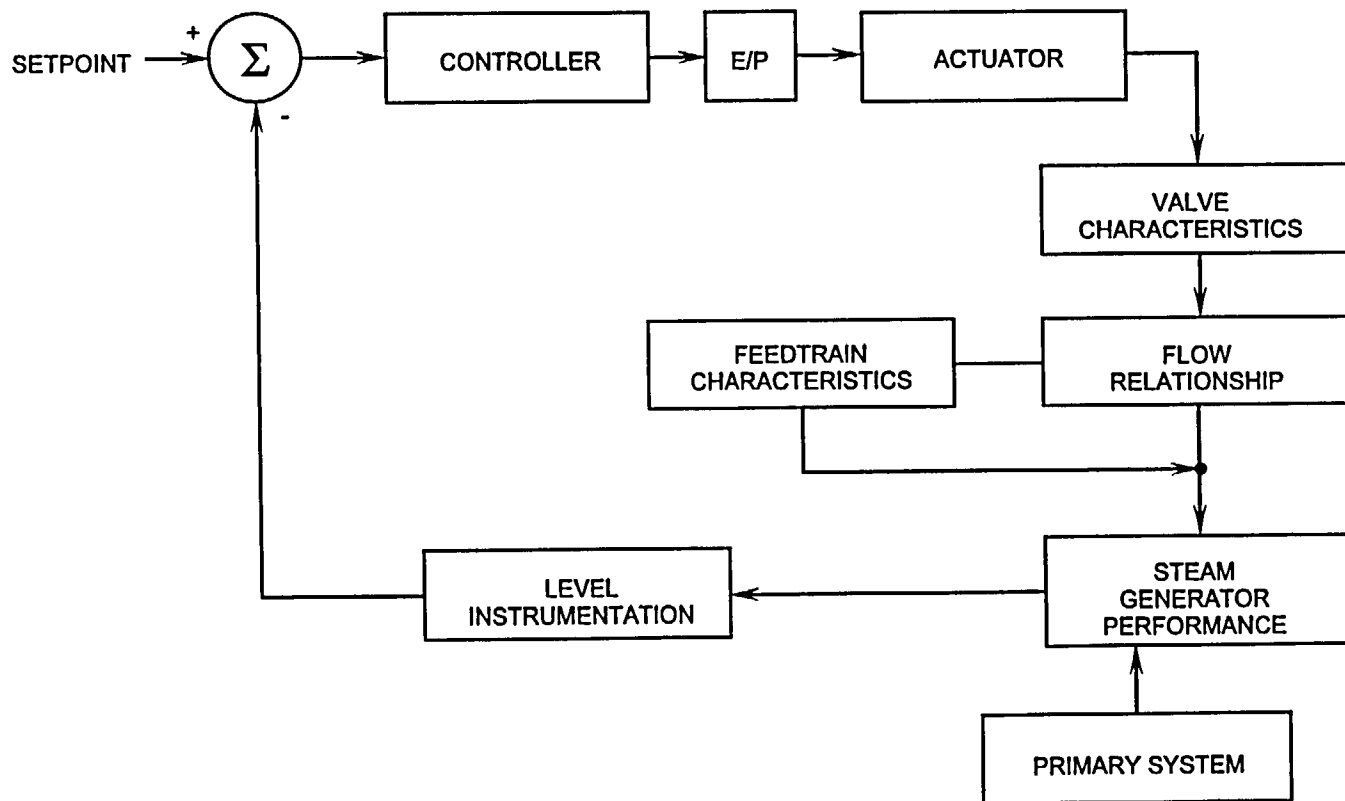 SETPOINT
+
Σ
-
CONTROLLER
E/P
ACTUATOR
VALVE
CHARACTERISTICS
FEEDTRAIN
CHARACTERISTICS
FLOW
RELATIONSHIP
LEVEL
INSTRUMENTATION
STEAM
GENERATOR
PERFORMANCE
PRIMARY SYSTEM